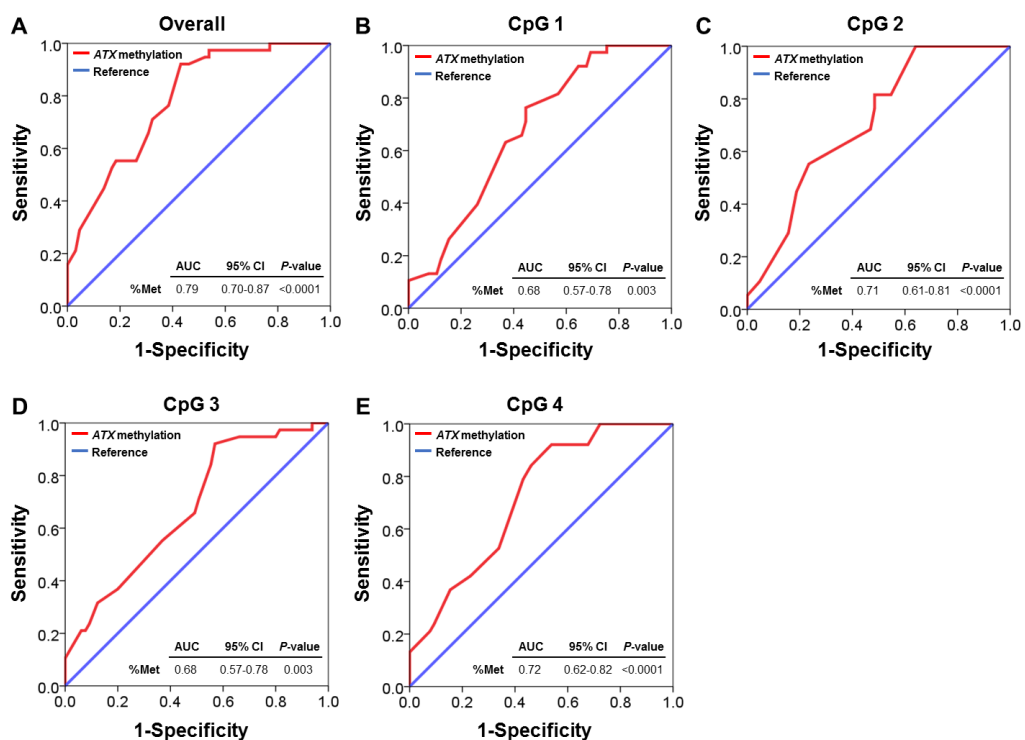 A
Overall
ATX methylation
Reference
Sensitivity
1.0
0.8
0.6
0.4
0.2
0.0
AUC 95% CI P-value
%Met 0.79 0.70-0.87 <0.0001
0.0 0.2 0.4 0.6 0.8 1.0
1-Specificity
B
CpG 1
ATX methylation
Reference
Sensitivity
1.0
0.8
0.6
0.4
0.2
0.0
AUC 95% CI P-value
%Met 0.68 0.57-0.78 0.003
0.0 0.2 0.4 0.6 0.8 1.0
1-Specificity
C
CpG 2
ATX methylation
Reference
Sensitivity
1.0
0.8
0.6
0.4
0.2
0.0
AUC 95% CI P-value
%Met 0.71 0.61-0.81 <0.0001
0.0 0.2 0.4 0.6 0.8 1.0
1-Specificity
D
CpG 3
ATX methylation
Reference
Sensitivity
1.0
0.8
0.6
0.4
0.2
0.0
AUC 95% CI P-value
%Met 0.68 0.57-0.78 0.003
0.0 0.2 0.4 0.6 0.8 1.0
1-Specificity
E
CpG 4
ATX methylation
Reference
Sensitivity
1.0
0.8
0.6
0.4
0.2
0.0
AUC 95% CI P-value
%Met 0.72 0.62-0.82 <0.0001
0.0 0.2 0.4 0.6 0.8 1.0
1-Specificity